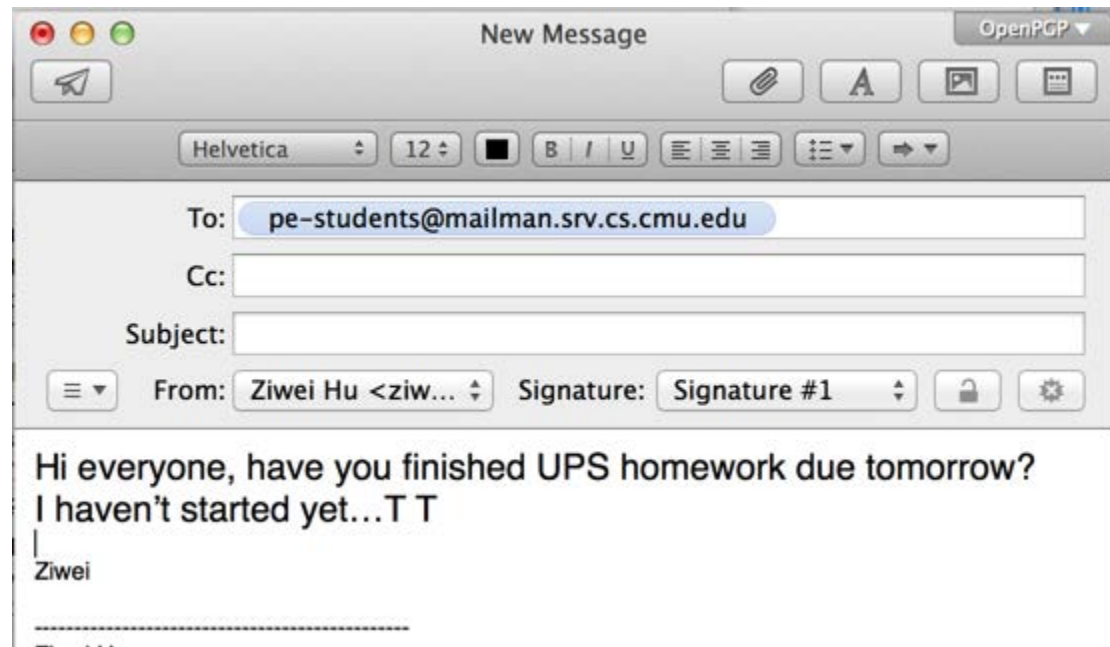 New Message
OpenPGP
A
Helvetica 12 B I U
To: pe-students@mailman.srv.cs.cmu.edu
Cc:
Subject:
From: Ziwei Hu <ziw... Signature: Signature #1
Hi everyone, have you finished UPS homework due tomorrow?
I haven't started yet...T T
Ziwei
-----------------------------------------------